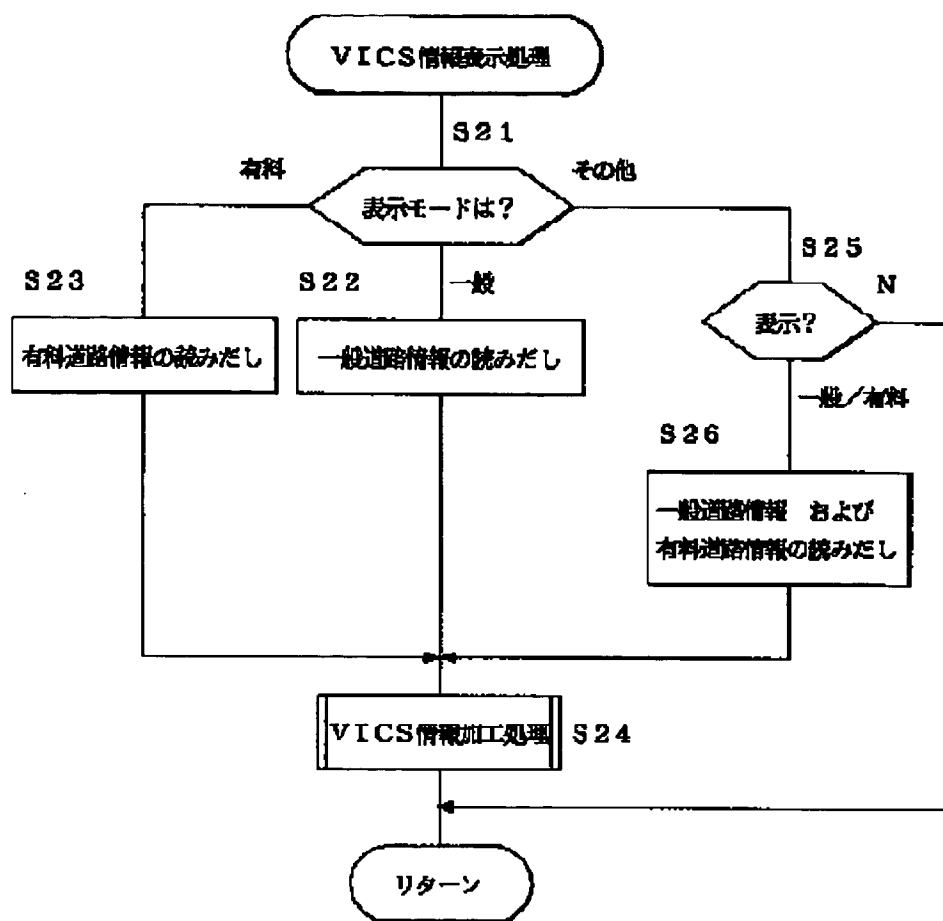 VICS情報表示処理
S21
有料
その他
表示モードは?
S25
S23
S22
一般
N
表示?
有料道路情報の読みだし
一般道路情報の読みだし
一般/有料
S26
一般道路情報 および
有料道路情報の読みだし
VICS情報加工処理
S24
リターン